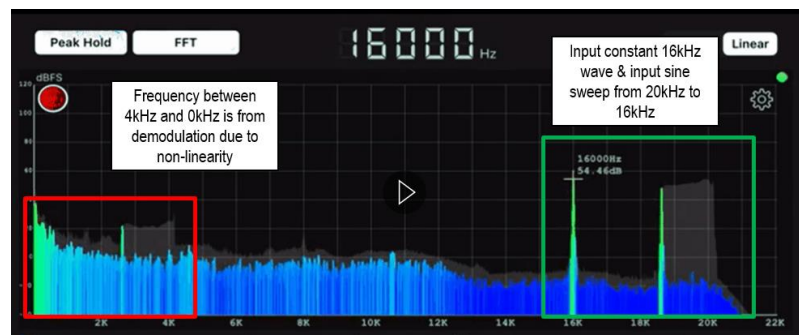 Peak Hold
FFT
16000 Hz
Linear
Input constant 16kHz
wave & input sine
sweep from 20kHz to
16kHz
dBFS
120
100
Frequency between
4kHz and 0kHz is from
demodulation due to
non-linearity
16000Hz
54.46dB
2K 4K 6K 8K 10K 12K 14K 16K 18K 20K 22K